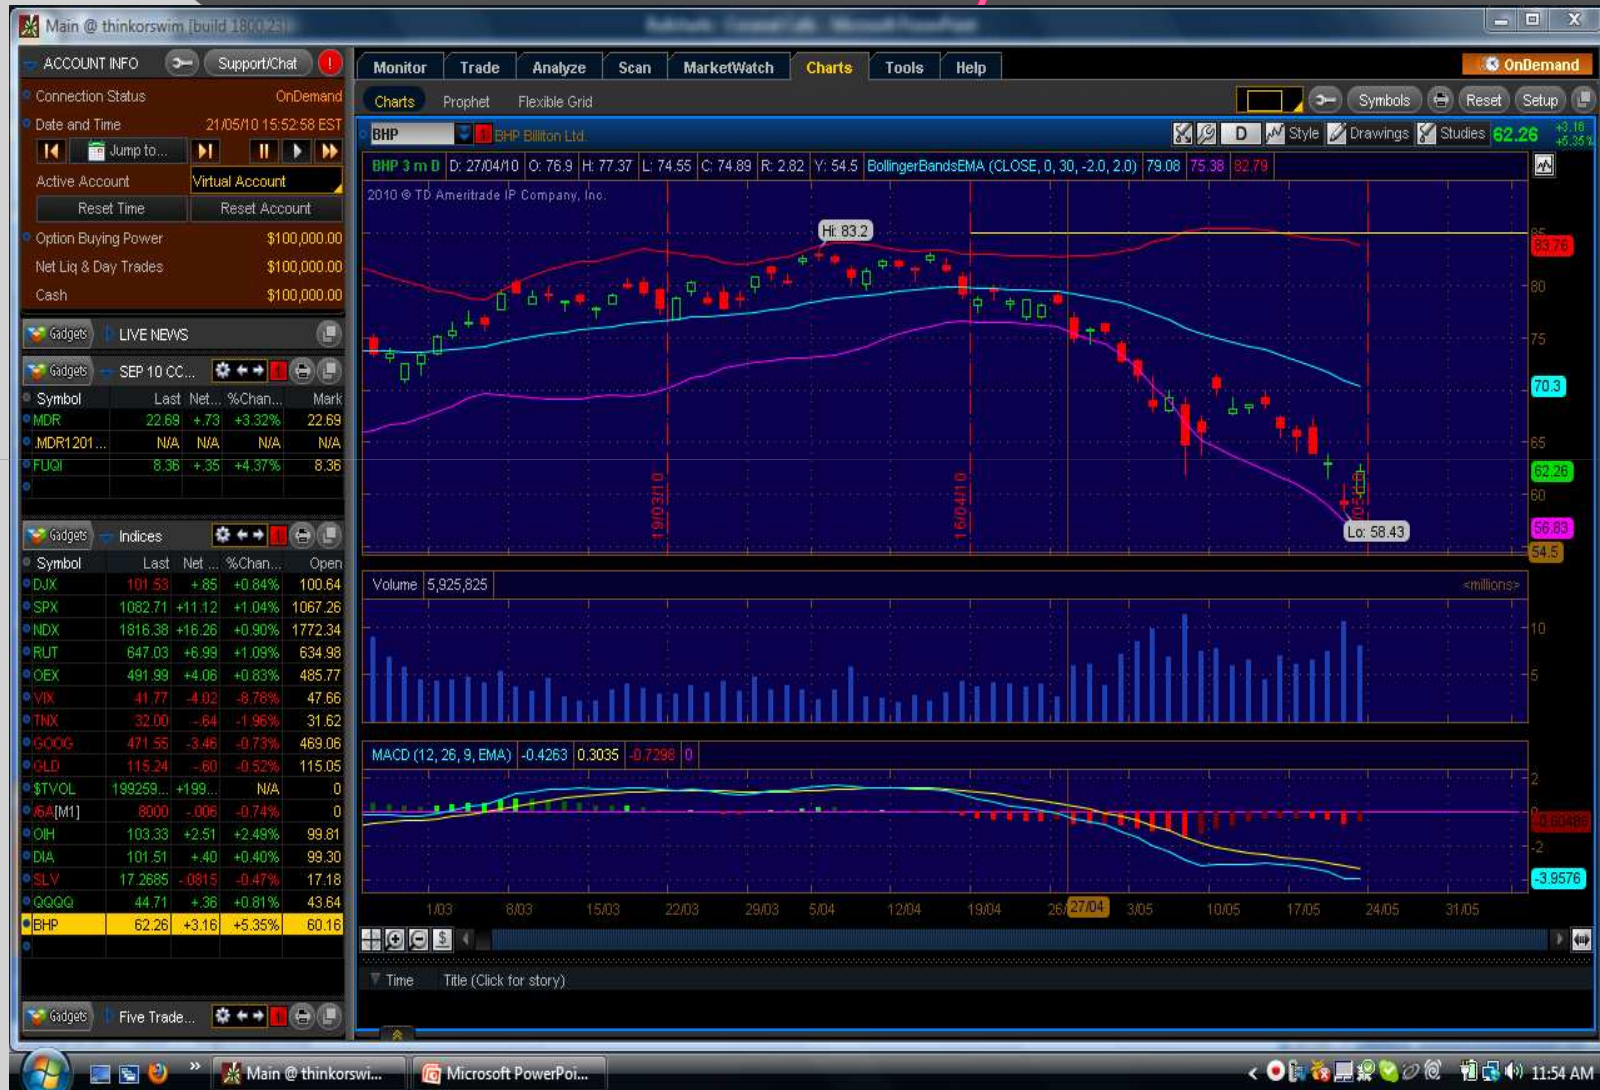 Main @ thinkorswim [build 1800.25]
ACCOUNT INFO Support/Chat !
Connection Status OnDemand
Date and Time 21/05/10 15:52:58 EST
Jump to...
Active Account Virtual Account
Reset Time Reset Account
Option Buying Power $100,000.00
Net Liq & Day Trades $100,000.00
Cash $100,000.00
Gadgets LIVE NEWS
Gadgets SEP 10 CC...
Symbol Last Net... %Chan... Mark
MDR 22.69 +.73 +3.32% 22.69
.MDR1201... N/A N/A N/A N/A
FUQI 8.36 +.35 +4.37% 8.36
Gadgets Indices
Symbol Last Net ... %Chan... Open
DJX 101.53 +.85 +0.84% 100.64
SPX 1082.71 +11.12 +1.04% 1067.26
NDX 1816.38 +16.26 +0.90% 1772.34
RUT 647.03 +6.99 +1.09% 634.98
OEX 491.99 +4.06 +0.83% 485.77
VIX 41.77 -4.02 -8.78% 47.66
TNX 32.00 -.64 -1.96% 31.62
GOOG 471.55 -3.46 -0.73% 469.06
GLD 115.24 -.60 -0.52% 115.05
$TVOL 199259... +199... N/A 0
/6A[M1] 8000 -.006 -0.74% 0
OIH 103.33 +2.51 +2.49% 99.81
DIA 101.51 +.40 +0.40% 99.30
SLV 17.2685 -.0815 -0.47% 17.18
QQQQ 44.71 +.36 +0.81% 43.64
BHP 62.26 +3.16 +5.35% 60.16
Gadgets Five Trade...
Monitor Trade Analyze Scan MarketWatch Charts Tools Help OnDemand
Charts Prophet Flexible Grid Symbols Reset Setup
BHP BHP Billiton Ltd. D Style Drawings Studies 62.26 +3.16
+5.35%
BHP 3 m D D: 27/04/10 O: 76.9 H: 77.37 L: 74.55 C: 74.89 R: 2.82 Y: 54.5 BollingerBandsEMA (CLOSE, 0, 30, -2.0, 2.0) 79.08 75.38 82.79
2010 © TD Ameritrade IP Company, Inc.
Hi: 83.2
85
83.76
80
75
70.3
65
62.26
60
56.83
54.5
19/03/10
16/04/10
Lo: 58.43
Volume 5,925,825 <millions>
10
5
MACD (12, 26, 9, EMA) -0.4263 0.3035 -0.7298 0
2
0
-0.60486
-2
-3.9576
1/03 8/03 15/03 22/03 29/03 5/04 12/04 19/04 26/ 27/04 3/05 10/05 17/05 24/05 31/05
Time Title (Click for story)
Main @ thinkorswi... Microsoft PowerPoi... 11:54 AM